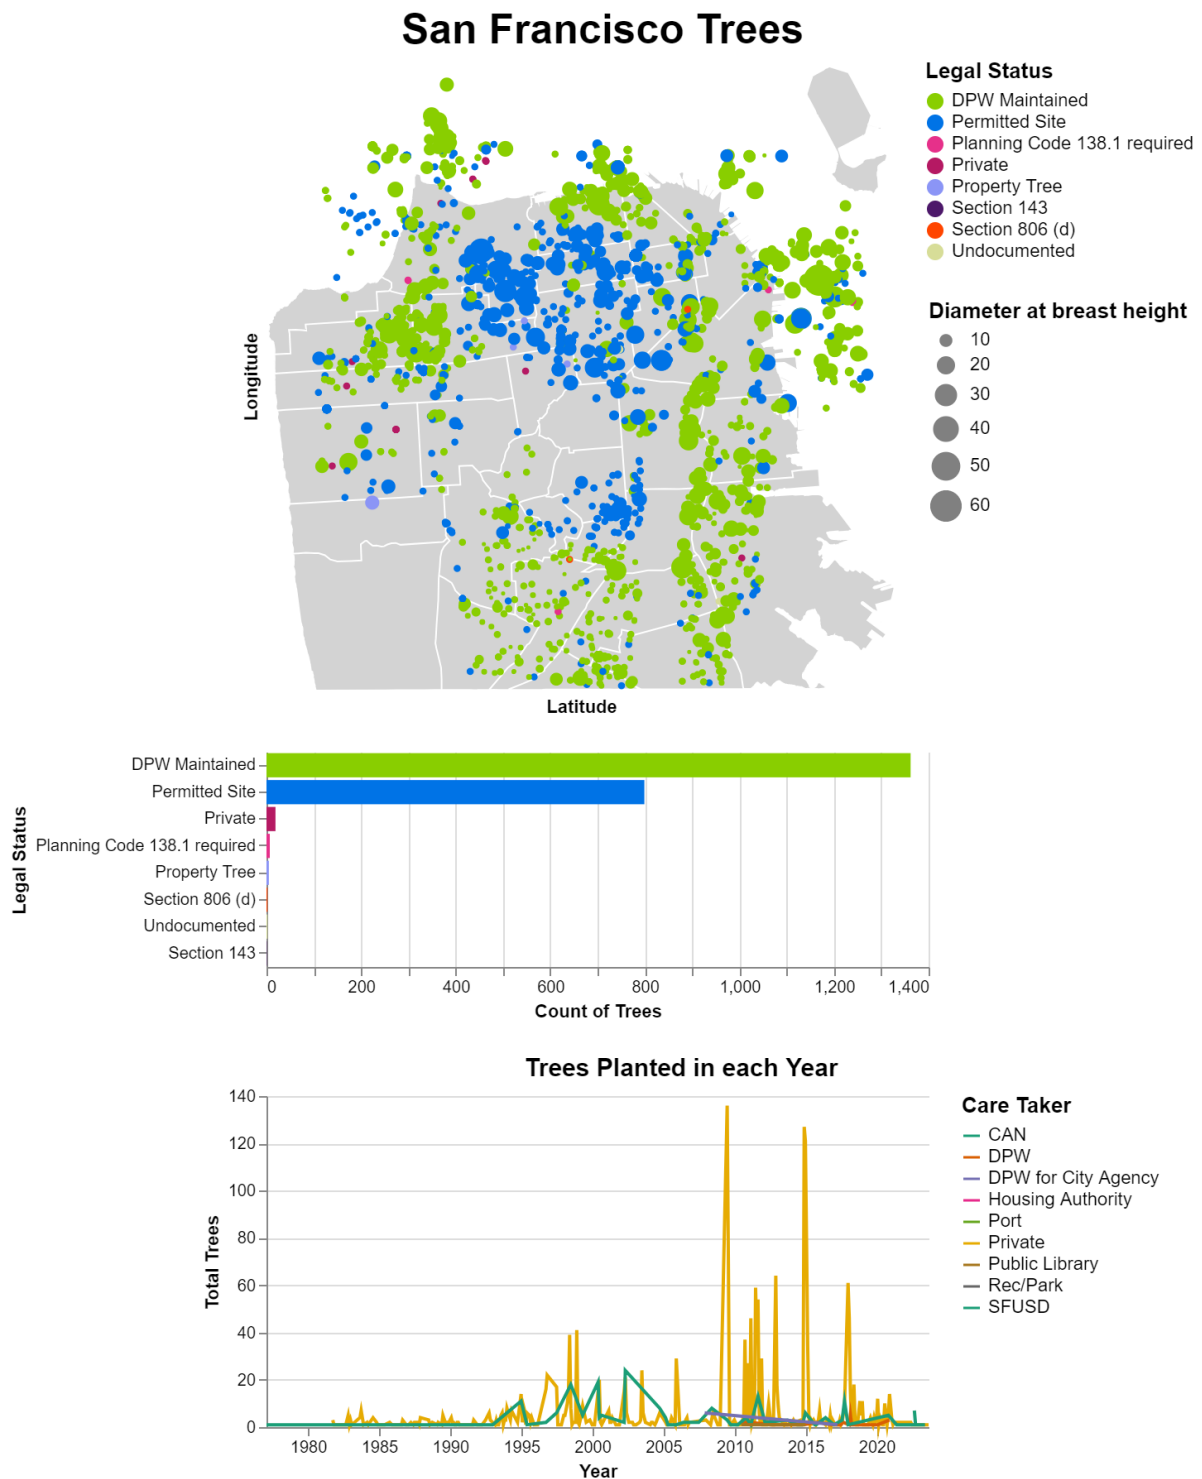 San Francisco Trees
Legal Status
DPW Maintained
Permitted Site
Planning Code 138.1 required
Private
Property Tree
Section 143
Section 806 (d)
Undocumented
Diameter at breast height
10
20
30
40
50
60
Longitude
Latitude
Legal Status
DPW Maintained
Permitted Site
Private
Planning Code 138.1 required
Property Tree
Section 806 (d)
Undocumented
Section 143
0 200 400 600 800 1,000 1,200 1,400
Count of Trees
Trees Planted in each Year
Total Trees
140
120
100
80
60
40
20
0
1980 1985 1990 1995 2000 2005 2010 2015 2020
Year
Care Taker
CAN
DPW
DPW for City Agency
Housing Authority
Port
Private
Public Library
Rec/Park
SFUSD